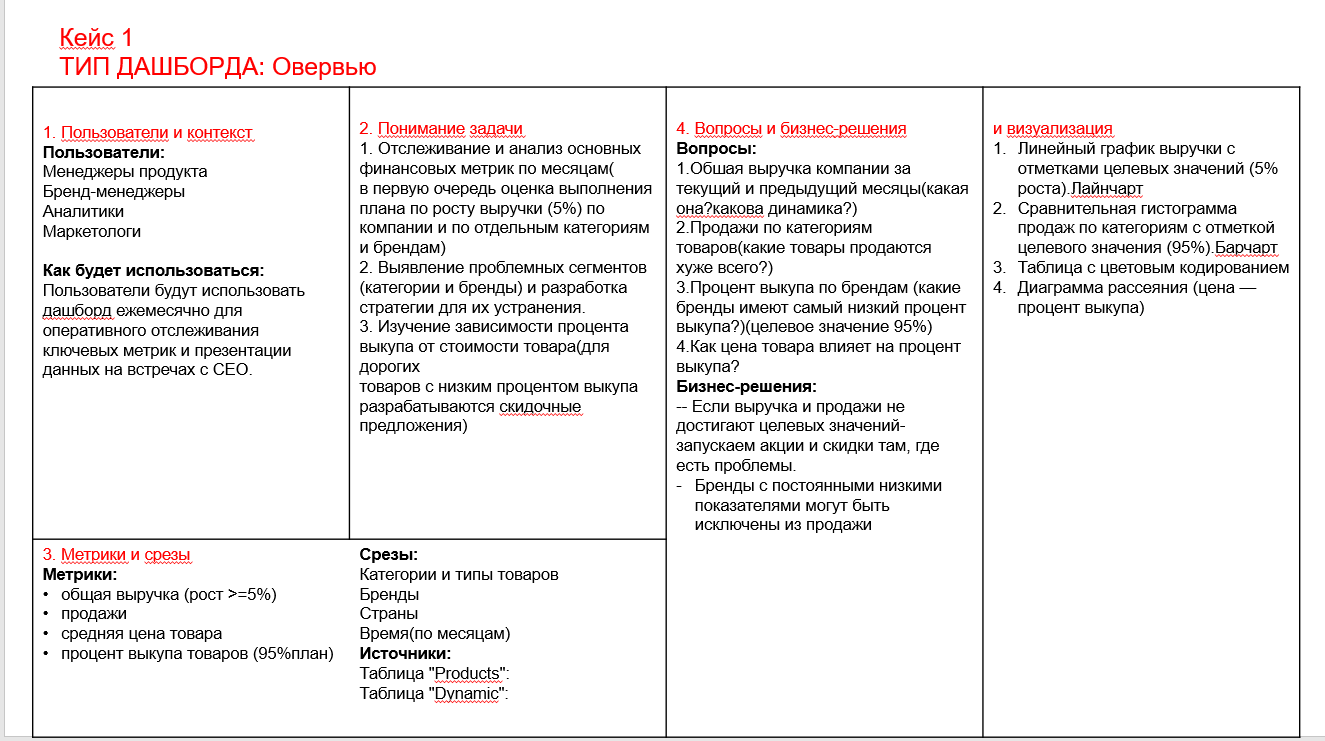 Кейс 1
ТИП ДАШБОРДА: Овервью
1. Пользователи и контекст
Пользователи:
Менеджеры продукта
Бренд-менеджеры
Аналитики
Маркетологи
Как будет использоваться:
Пользователи будут использовать
дашборд ежемесячно для
оперативного отслеживания
ключевых метрик и презентации
данных на встречах с CEO.
2. Понимание задачи
1. Отслеживание и анализ основных
финансовых метрик по месяцам(
в первую очередь оценка выполнения
плана по росту выручки (5%) по
компании и по отдельным категориям
и брендам)
2. Выявление проблемных сегментов
(категории и бренды) и разработка
стратегии для их устранения.
3. Изучение зависимости процента
выкупа от стоимости товара(для
дорогих
товаров с низким процентом выкупа
разрабатываются скидочные
предложения)
3. Метрики и срезы
Метрики:
• общая выручка (рост >=5%)
• продажи
• средняя цена товара
• процент выкупа товаров (95%план)
Срезы:
Категории и типы товаров
Бренды
Страны
Время(по месяцам)
Источники:
Таблица "Products":
Таблица "Dynamic":
4. Вопросы и бизнес-решения
Вопросы:
1.Обшая выручка компании за
текущий и предыдущий месяцы(какая
она?какова динамика?)
2.Продажи по категориям
товаров(какие товары продаются
хуже всего?)
3.Процент выкупа по брендам (какие
бренды имеют самый низкий процент
выкупа?)(целевое значение 95%)
4.Как цена товара влияет на процент
выкупа?
Бизнес-решения:
-- Если выручка и продажи не
достигают целевых значений-
запускаем акции и скидки там, где
есть проблемы.
- Бренды с постоянными низкими
показателями могут быть
исключены из продажи
и визуализация
1. Линейный график выручки с
отметками целевых значений (5%
роста).Лайнчарт
2. Сравнительная гистограмма
продаж по категориям с отметкой
целевого значения (95%).Барчарт
3. Таблица с цветовым кодированием
4. Диаграмма рассеяния (цена —
процент выкупа)